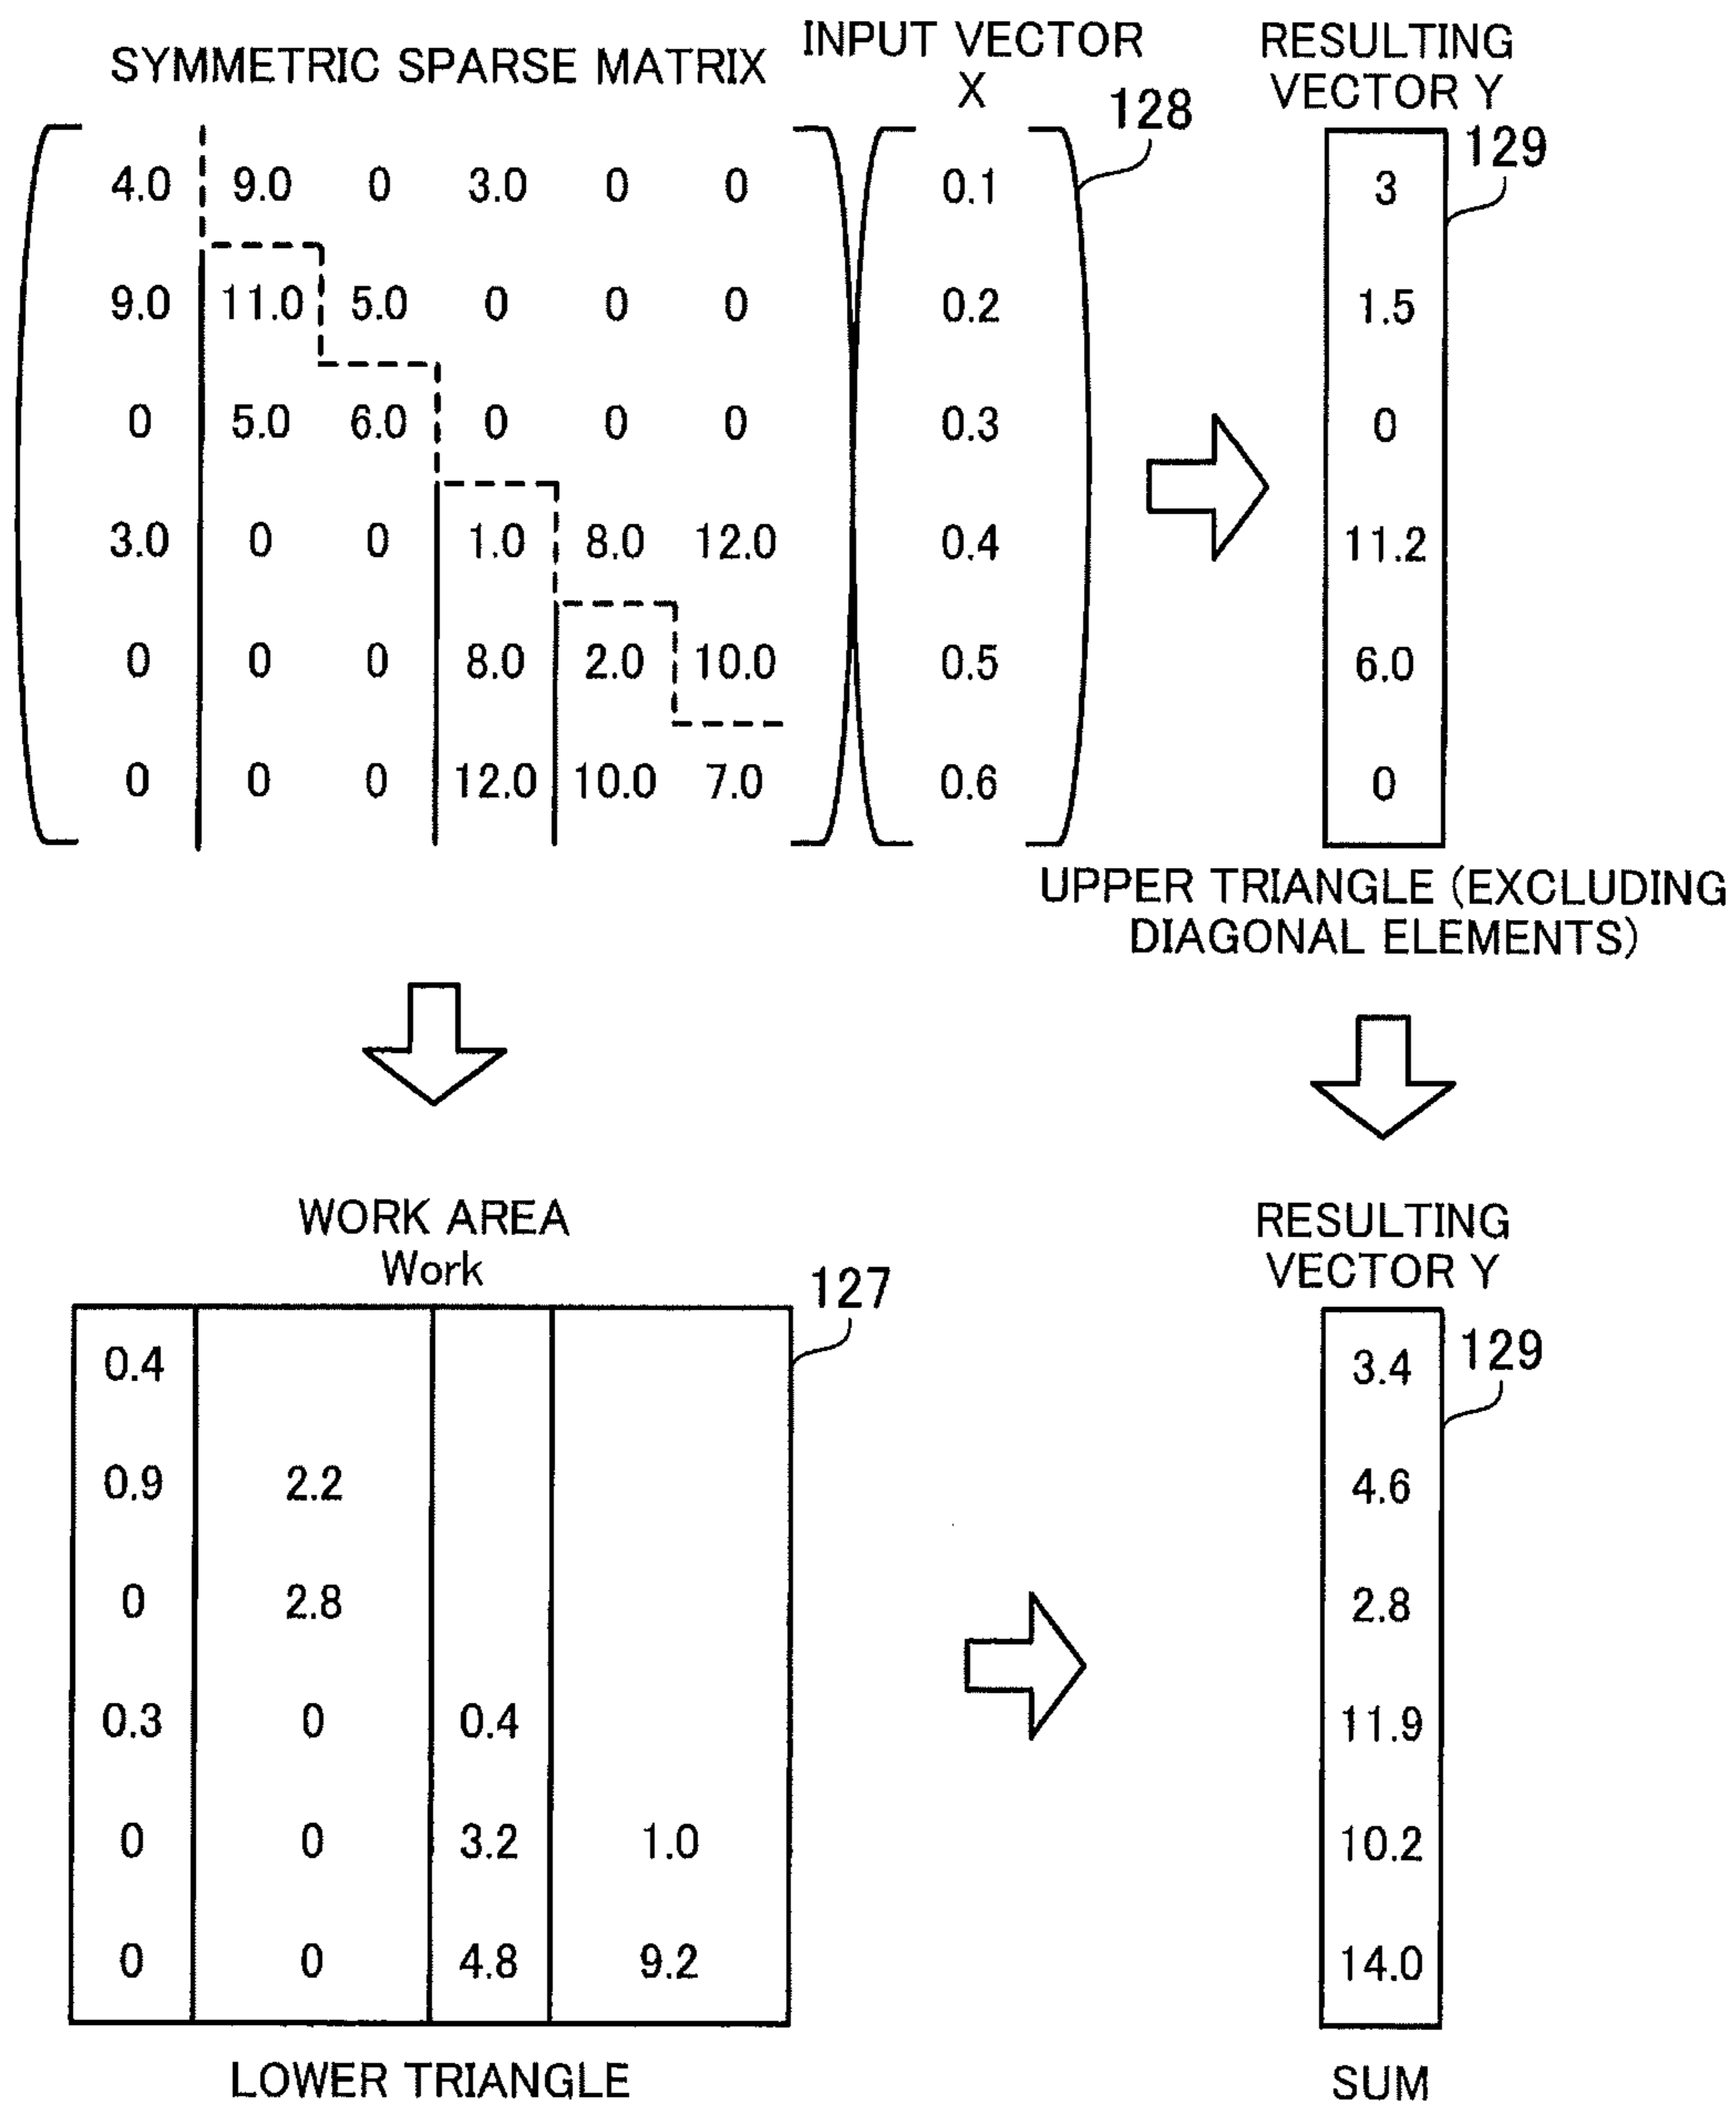 SYMMETRIC SPARSE MATRIX
INPUT VECTOR
X
128
RESULTING
VECTOR Y
129
4.0 9.0 0 3.0 0 0 0.1 3
9.0 11.0 5.0 0 0 0 0.2 1.5
0 5.0 6.0 0 0 0 0.3 0
3.0 0 0 1.0 8.0 12.0 0.4 11.2
0 0 0 8.0 2.0 10.0 0.5 6.0
0 0 0 12.0 10.0 7.0 0.6 0
UPPER TRIANGLE (EXCLUDING
DIAGONAL ELEMENTS)
WORK AREA
Work
127
RESULTING
VECTOR Y
129
0.4 3.4
0.9 2.2 4.6
0 2.8 2.8
0.3 0 0.4 11.9
0 0 3.2 1.0 10.2
0 0 4.8 9.2 14.0
LOWER TRIANGLE
SUM